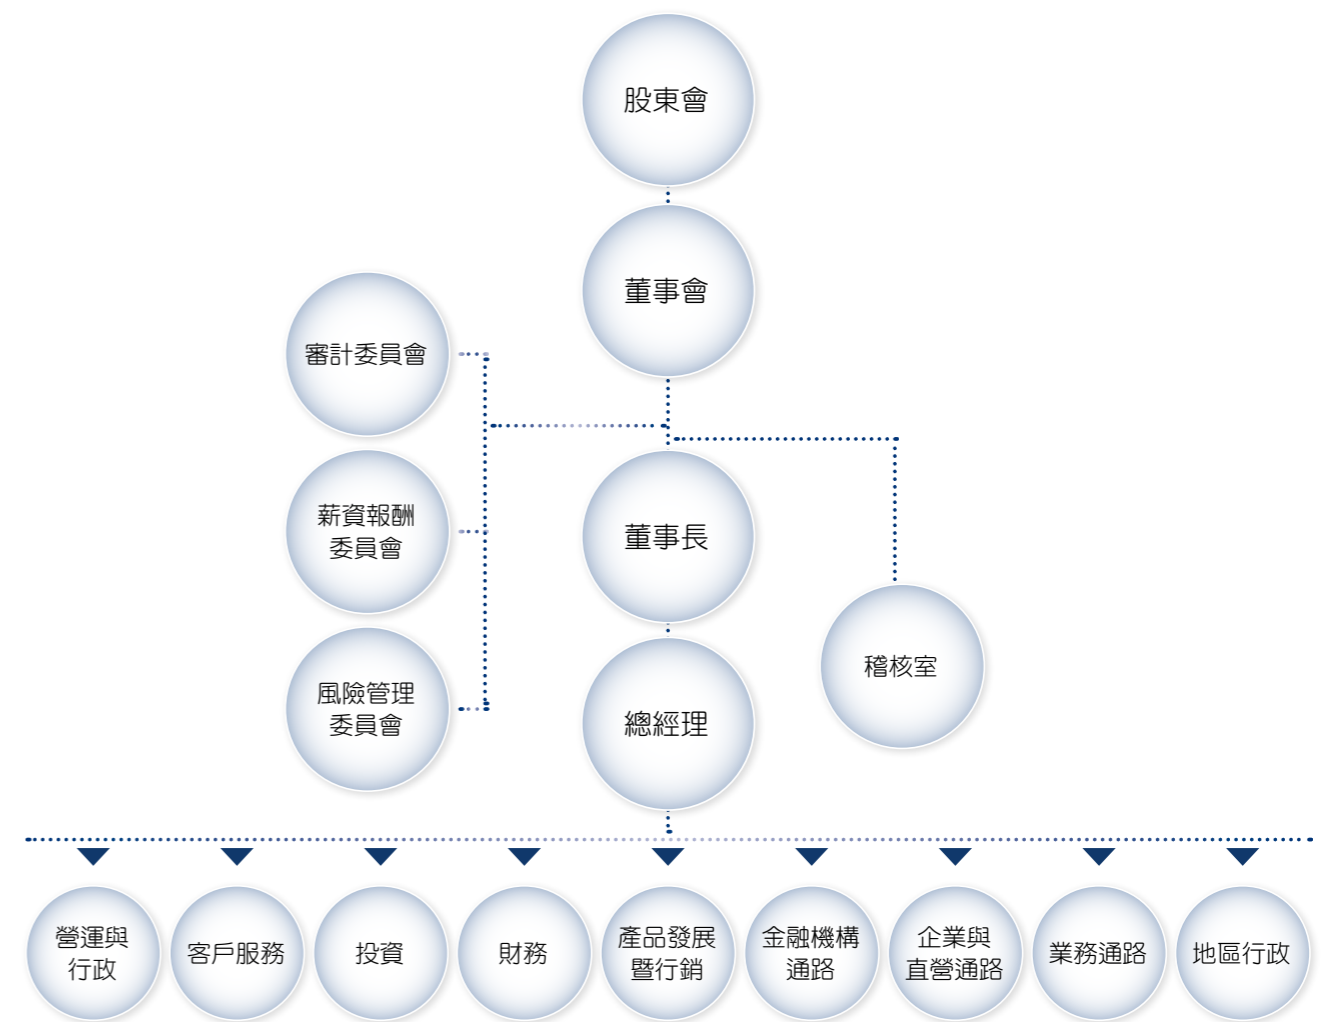 股東會
董事會
審計委員會
薪資報酬
委員會
董事長
風險管理
委員會
稽核室
總經理
營運與
行政
客戶服務
投資
財務
產品發展
暨行銷
金融機構
通路
企業與
直營通路
業務通路
地區行政